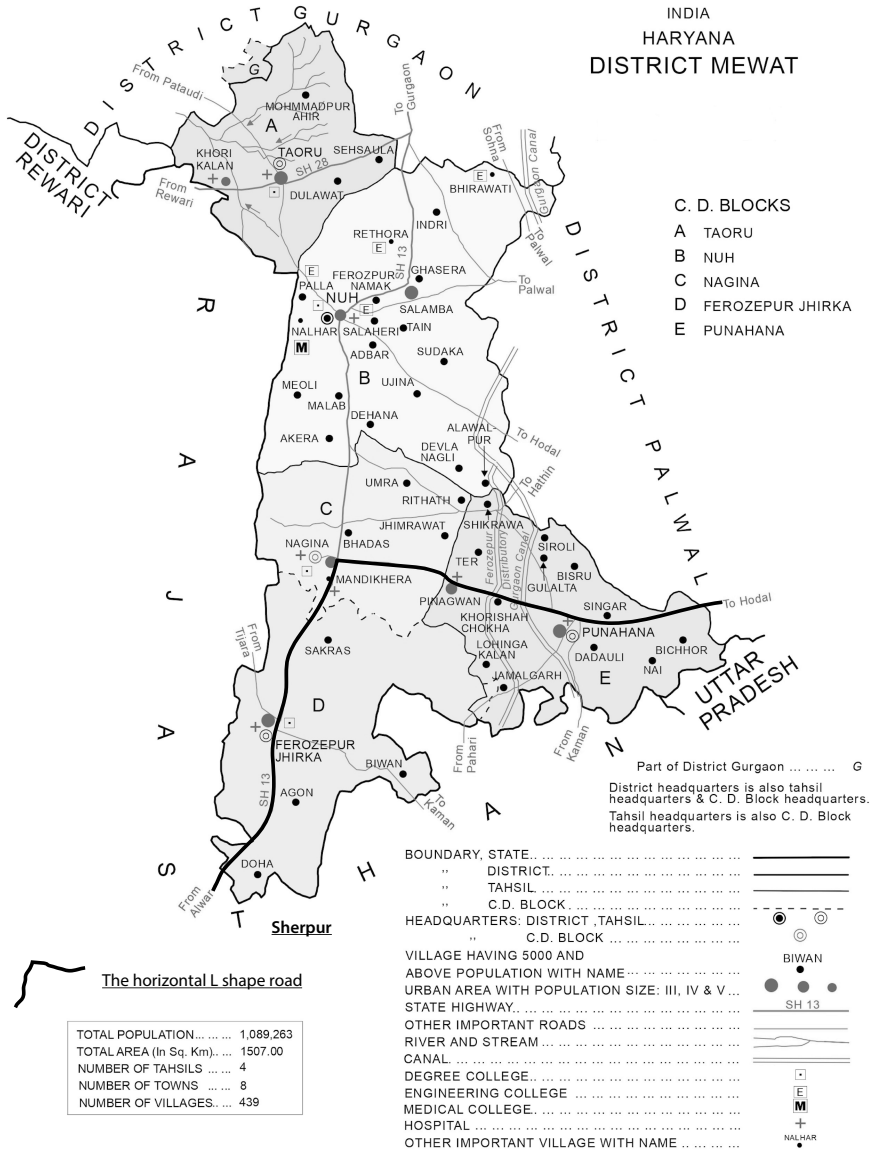 INDIA
HARYANA
DISTRICT MEWAT
DISTRICT GURGAON
DISTRICT REWARI
DISTRICT PALWAL
RAJASTHAN
UTTAR PRADESH
C. D. BLOCKS
A TAORU
B NUH
C NAGINA
D FEROZEPUR JHIRKA
E PUNAHANA
From Pataudi
G
To Gurgaon
From Sohna
Gurgaon Canal
MOHMMADPUR
AHIR
A
KHORI
KALAN
TAORU
SEHSAULA
SH 28
From
Rewari
DULAWAT
E
BHIRAWATI
To Palwal
INDRI
RETHORA
E
SH 13
GHASERA
E
FEROZPUR
NAMAK
PALLA
To
Palwal
NUH
E
SALAMBA
NALHAR
SALAHERI
TAIN
M
ADBAR
SUDAKA
B
MEOLI
MALAB
UJINA
DEHANA
AKERA
ALAWAL-
PUR
To Hodal
DEVLA
NAGLI
To
Hathin
UMRA
RITHATH
C
JHIMRAWAT
SHIKRAWA
NAGINA
BHADAS
SIROLI
TER
Ferozepur
Distributory
Gurgaon Canal
BISRU
GULALTA
MANDIKHERA
PINAGWAN
SINGAR
To Hodal
KHORISHAH
CHOKHA
PUNAHANA
From
Tijara
SAKRAS
LOHINGA
KALAN
DADAULI
BICHHOR
NAI
E
JAMALGARH
D
FEROZEPUR
JHIRKA
From
Pahari
From
Kaman
BIWAN
SH 13
AGON
To
Kaman
DOHA
From
Alwar
Sherpur
The horizontal L shape road
TOTAL POPULATION... ... ... 1,089,263
TOTAL AREA (In Sq. Km).. ... 1507.00
NUMBER OF TAHSILS ... ... 4
NUMBER OF TOWNS ... ... 8
NUMBER OF VILLAGES.. ... 439
Part of District Gurgaon ... ... ... G
District headquarters is also tahsil
headquarters & C. D. Block headquarters.
Tahsil headquarters is also C. D. Block
headquarters.
BOUNDARY, STATE.. ... ... ... ... ... ... ... ... ... ... ... ...
,, DISTRICT.. ... ... ... ... ... ... ... ... ... ... ...
,, TAHSIL.. ... ... ... ... ... ... ... ... ... ... ... ...
,, C.D. BLOCK . ... ... ... ... ... ... ... ... ... ...
HEADQUARTERS: DISTRICT ,TAHSIL... ... ... ... ... ...
,, C.D. BLOCK ... ... ... ... ... ... ... ...
VILLAGE HAVING 5000 AND
ABOVE POPULATION WITH NAME ... ... ... ... ... ... ...
BIWAN
URBAN AREA WITH POPULATION SIZE: III, IV & V ...
STATE HIGHWAY.. ... ... ... ... ... ... ... ... ... ... ... ... ...
SH 13
OTHER IMPORTANT ROADS ... ... ... ... ... ... ... ... ...
RIVER AND STREAM ... ... ... ... ... ... ... ... ... ... ... ...
CANAL.. ... ... ... ... ... ... ... ... ... ... ... ... ... ... ... ... ...
DEGREE COLLEGE.. ... ... ... ... ... ... ... ... ... ... ... ...
ENGINEERING COLLEGE ... ... ... ... ... ... ... ... ... ...
E
MEDICAL COLLEGE.. ... ... ... ... ... ... ... ... ... ... ... ...
M
HOSPITAL ... ... ... ... ... ... ... ... ... ... ... ... ... ... ... ...
OTHER IMPORTANT VILLAGE WITH NAME .. ... ... ...
NALHAR